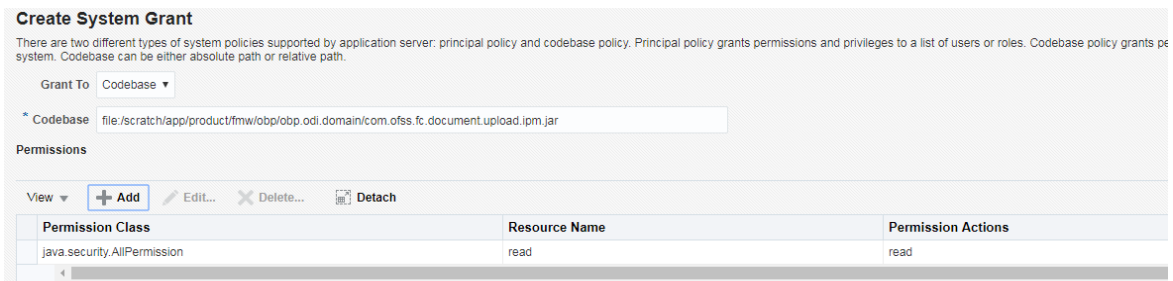 Create System Grant
There are two different types of system policies supported by application server: principal policy and codebase policy. Principal policy grants permissions and privileges to a list of users or roles. Codebase policy grants
system. Codebase can be either absolute path or relative path.
Grant To Codebase
* Codebase file:/scratch/app/product/fmw/obp/obp.odi.domain/com.ofss.fc.document.upload.ipm.jar
Permissions
View Add Edit... Delete... Detach
Permission Class Resource Name Permission Actions
java.security.AllPermission read read